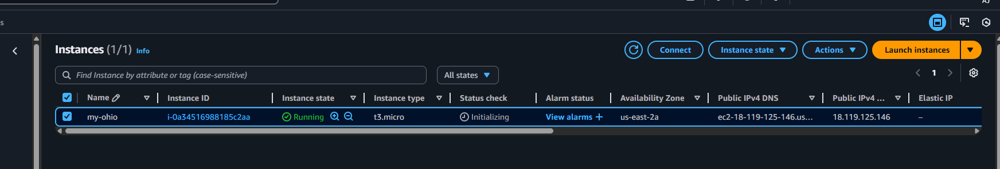 s
Instances (1/1) Info
Connect
Instance state
Actions
Launch instances
Find Instance by attribute or tag (case-sensitive)
All states
1
Name Instance ID Instance state Instance type Status check Alarm status Availability Zone Public IPv4 DNS Public IPv4 ... Elastic IP
my-ohio i-0a34516988185c2aa Running t3.micro Initializing View alarms + us-east-2a ec2-18-119-125-146.us... 18.119.125.146 –